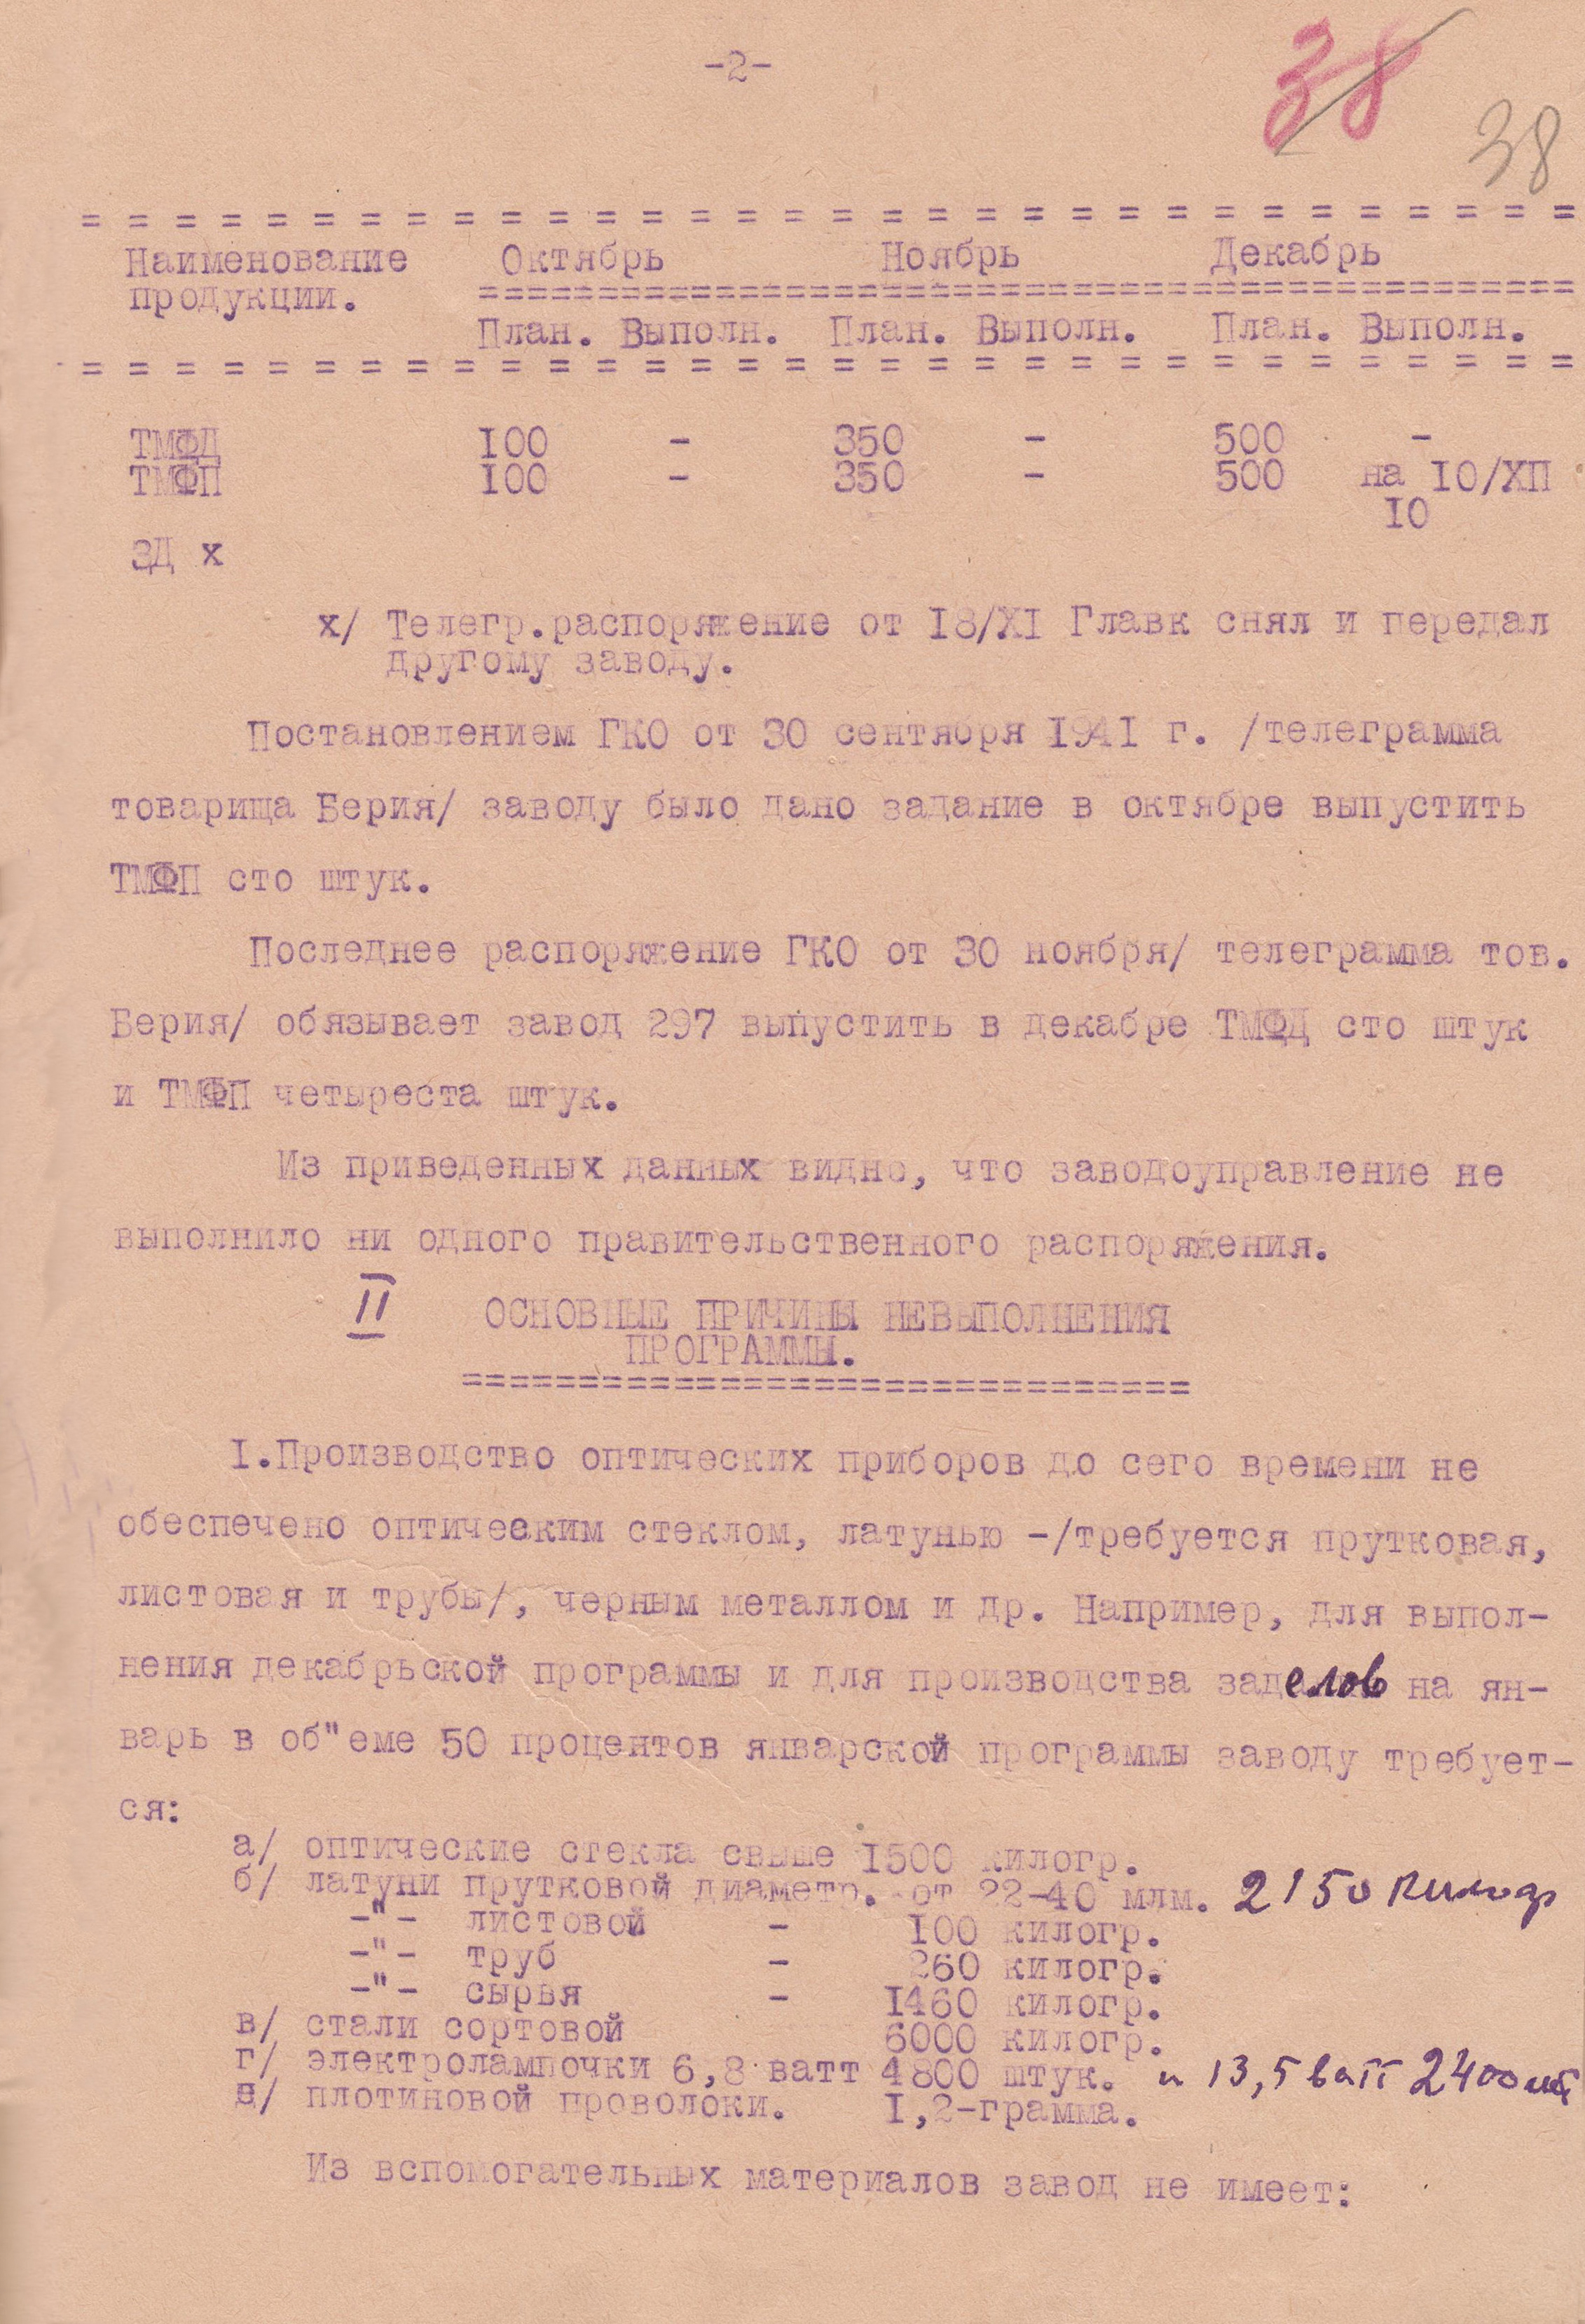 -2-
38
38
= = = = = = = = = = = = = = = = = = = = = = = = = = = = = = = =
Наименование Октябрь Ноябрь Декабрь
===============================================
продукции.
План. Выполн. План. Выполн. План. Выполн.
= = = = = = = = = = = = = = = = = = = = = = = = = = = = = = = =
ТМФД 100 - 350 - 500 -
ТМФП 100 - 350 - 500 на 10/ХП
10
ЗД х
х/ Телегр.распоряжение от 18/XI Главк снял и передал
другому заводу.
Постановлением ГКО от 30 сентября 1941 г. /телеграмма
товарища Берия/ заводу было дано задание в октябре выпустить
ТМФП сто штук.
Последнее распоряжение ГКО от 30 ноября/ телеграмма тов.
Берия/ обязывает завод 297 выпустить в декабре ТМФД сто штук
и ТМФП четыреста штук.
Из приведенных данных видно, что заводоуправление не
выполнило ни одного правительственного распоряжения.
II ОСНОВНЫЕ ПРИЧИНЫ НЕВЫПОЛНЕНИЯ
ПРОГРАММЫ.
================================
I.Производство оптических приборов до сего времени не
обеспечено оптическим стеклом, латунью -/требуется прутковая,
листовая и трубы/, черным металлом и др. Например, для выпол-
нения декабрьской программы и для производства заделов на ян-
варь в об"еме 50 процентов январской программы заводу требует-
ся:
а/ оптические стекла свыше 1500 килогр.
б/ латуни прутковой диаметр. от 22-40 млм. 2150 килогр
-"- листовой - 100 килогр.
-"- труб - 260 килогр.
-"- сырья - 1460 килогр.
в/ стали сортовой 6000 килогр.
г/ электролампочки 6,8 ватт 4800 штук. и 13,5 ватт 2400 шт
е/ плотиновой проволоки. 1,2-грамма.
Из вспомогательных материалов завод не имеет: